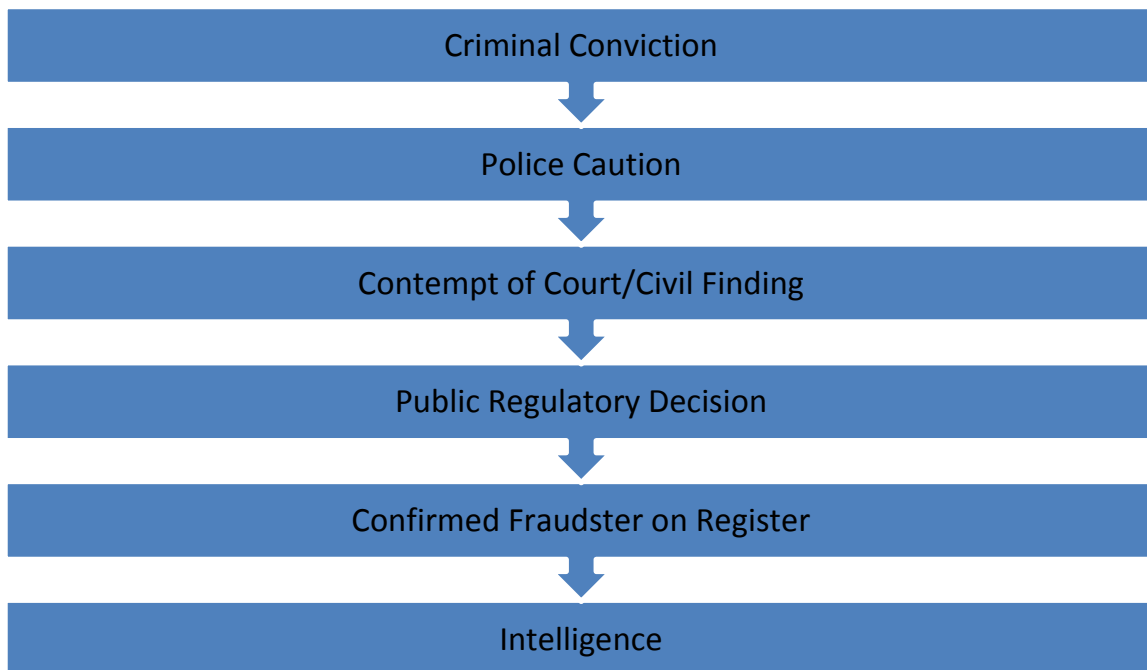 Criminal Conviction
Police Caution
Contempt of Court/Civil Finding
Public Regulatory Decision
Confirmed Fraudster on Register
Intelligence